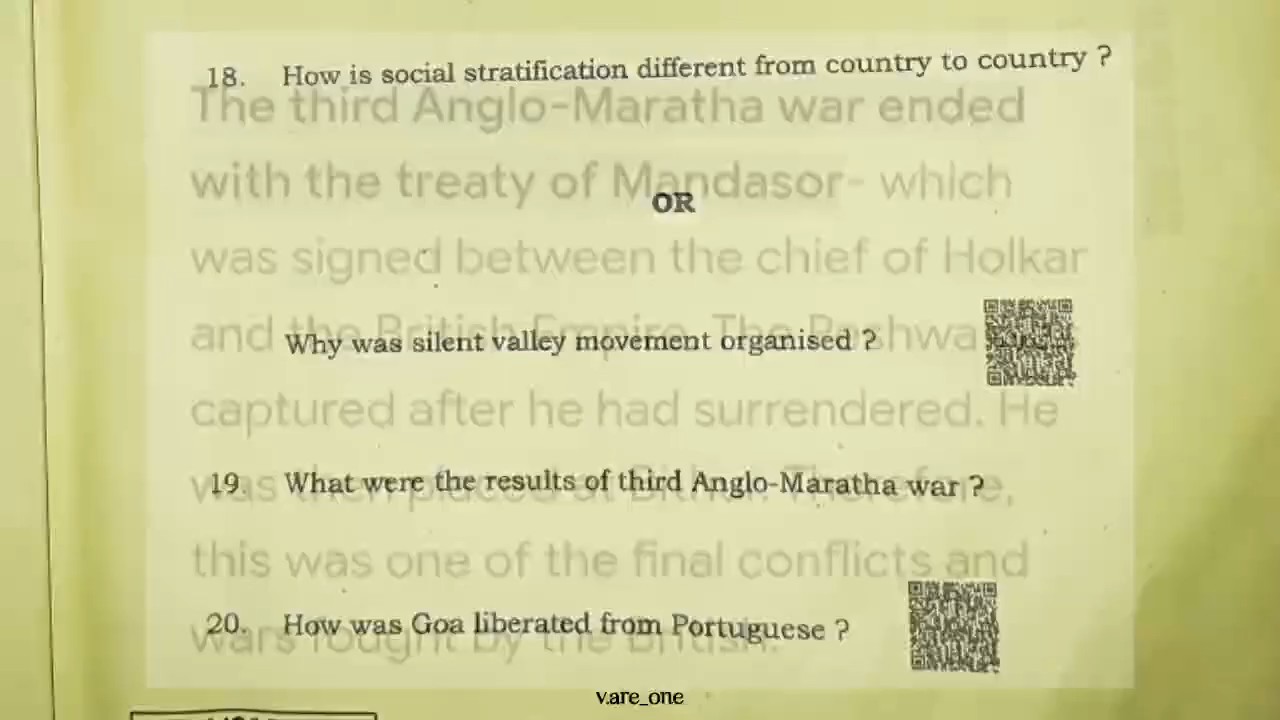 18. How is social stratification different from country to country ?
The third Anglo-Maratha war ended
with the treaty of Mandasor- which
OR
was signed between the chief of Holkar
and the British Empire. The Peshwa
Why was silent valley movement organised ?
captured after he had surrendered. He
was then placed at
19. What were the results of third Anglo-Maratha war ?
this was one of the final conflicts and
20. How was Goa liberated from Portuguese ?
wars fought by the British.
v.are_one